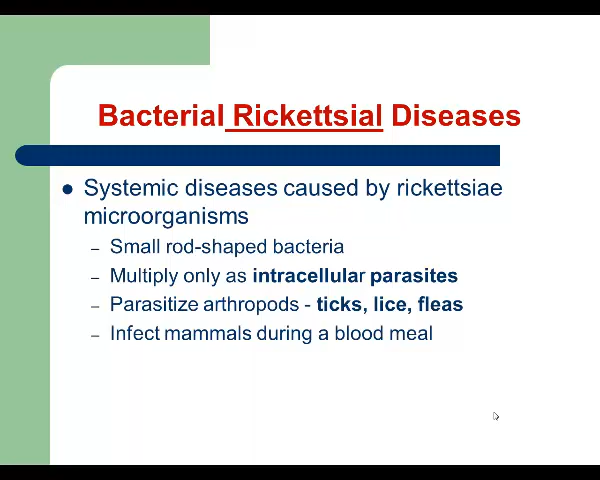 Bacterial Rickettsial Diseases
● Systemic diseases caused by rickettsiae
microorganisms
– Small rod-shaped bacteria
– Multiply only as intracellular parasites
– Parasitize arthropods - ticks, lice, fleas
– Infect mammals during a blood meal